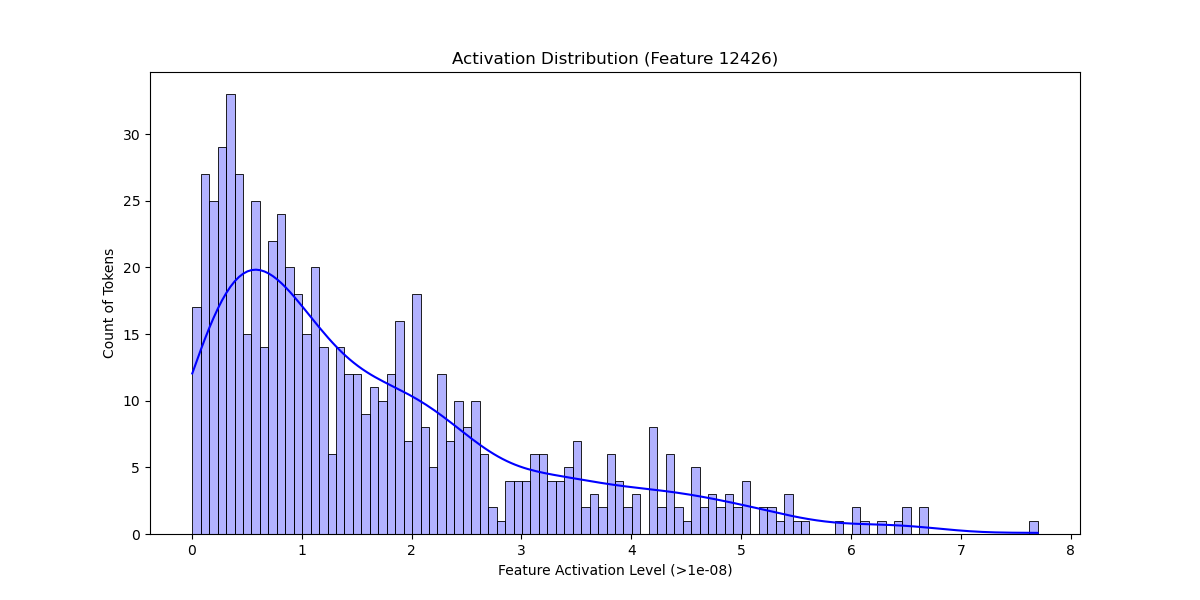 Activation Distribution (Feature 12426)
Count of Tokens
30
25
20
15
10
5
0
0 1 2 3 4 5 6 7 8
Feature Activation Level (>1e-08)